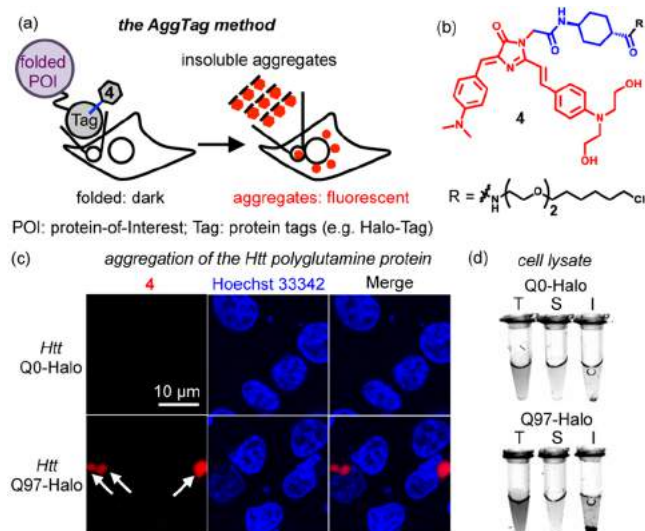 (a)
the AggTag method
folded
POI
4
Tag
insoluble aggregates
folded: dark
aggregates: fluorescent
POI: protein-of-Interest; Tag: protein tags (e.g. Halo-Tag)
(b)
R
O
H
N
O
O
N
N
N
N
OH
OH
4
R =
N
H
O
2
Cl
(c)
aggregation of the Htt polyglutamine protein
4
Hoechst 33342
Merge
Htt
Q0-Halo
10 μm
Htt
Q97-Halo
(d)
cell lysate
Q0-Halo
T S I
Q97-Halo
T S I